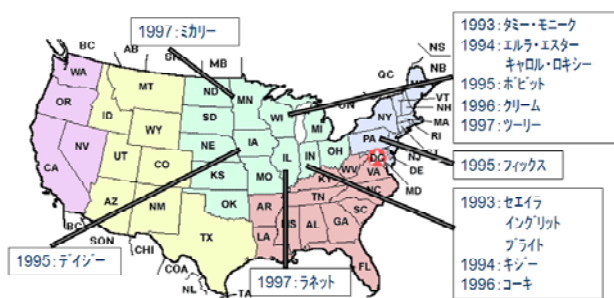 1997:ミカリー
1993:タミー・モニーク
1994:エルラ・エスター
キャロル・ロキシー
1995:ボビット
1996:クリーム
1997:ツーリー
1995:フィックス
1993:セエイラ
イングリット
ブライト
1994:キジー
1996:コーキ
1995:デイジー
1997:ラネット
BC
AB
MB
ON
QC
NS
NB
VT
NH
MA
RI
NJ
DE
MD
WA
OR
CA
NV
ID
MT
WY
UT
CO
AZ
NM
TX
ND
SD
NE
KS
OK
MN
IA
MO
WI
IL
MI
IN
OH
NY
PA
DC
WV
VA
NC
SC
TN
AR
LA
AL
GA
FL
BC
SON
CHI
COA
NL
TA